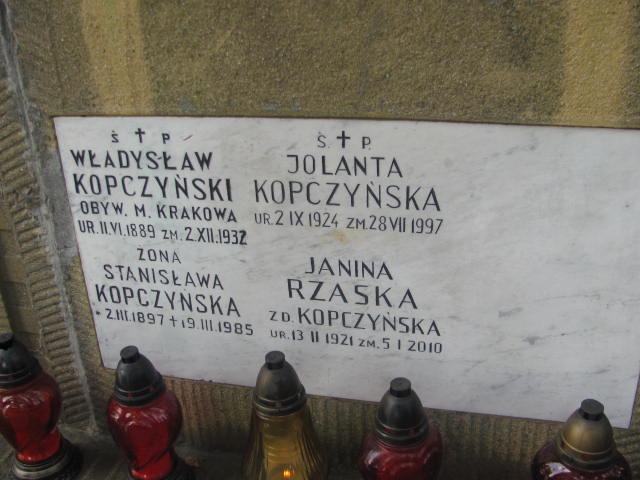 Ś † P
WŁADYSŁAW
KOPCZYŃSKI
OBYW. M. KRAKOWA
UR. 11.VI.1889 ZM. 2.XII.1932
ŻONA
STANISŁAWA
KOPCZYŃSKA
* 2.III.1897 + 19.III.1985
Ś. † P.
JOLANTA
KOPCZYŃSKA
UR. 2 IX 1924 ZM. 28 VII 1997
JANINA
RZASKA
Z D. KOPCZYŃSKA
UR. 13 II 1921 ZM. 5 I 2010